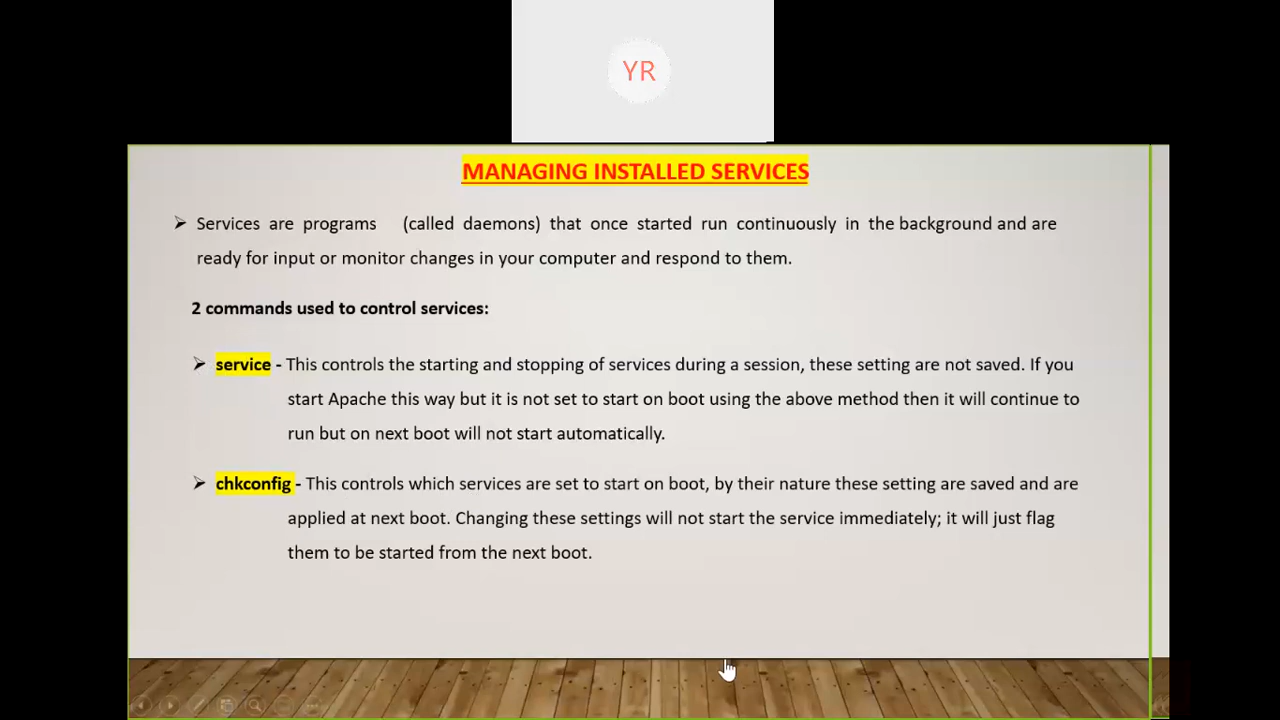 YR
MANAGING INSTALLED SERVICES
➢ Services are programs (called daemons) that once started run continuously in the background and are
ready for input or monitor changes in your computer and respond to them.
2 commands used to control services:
➢ service - This controls the starting and stopping of services during a session, these setting are not saved. If you
start Apache this way but it is not set to start on boot using the above method then it will continue to
run but on next boot will not start automatically.
➢ chkconfig - This controls which services are set to start on boot, by their nature these setting are saved and are
applied at next boot. Changing these settings will not start the service immediately; it will just flag
them to be started from the next boot.